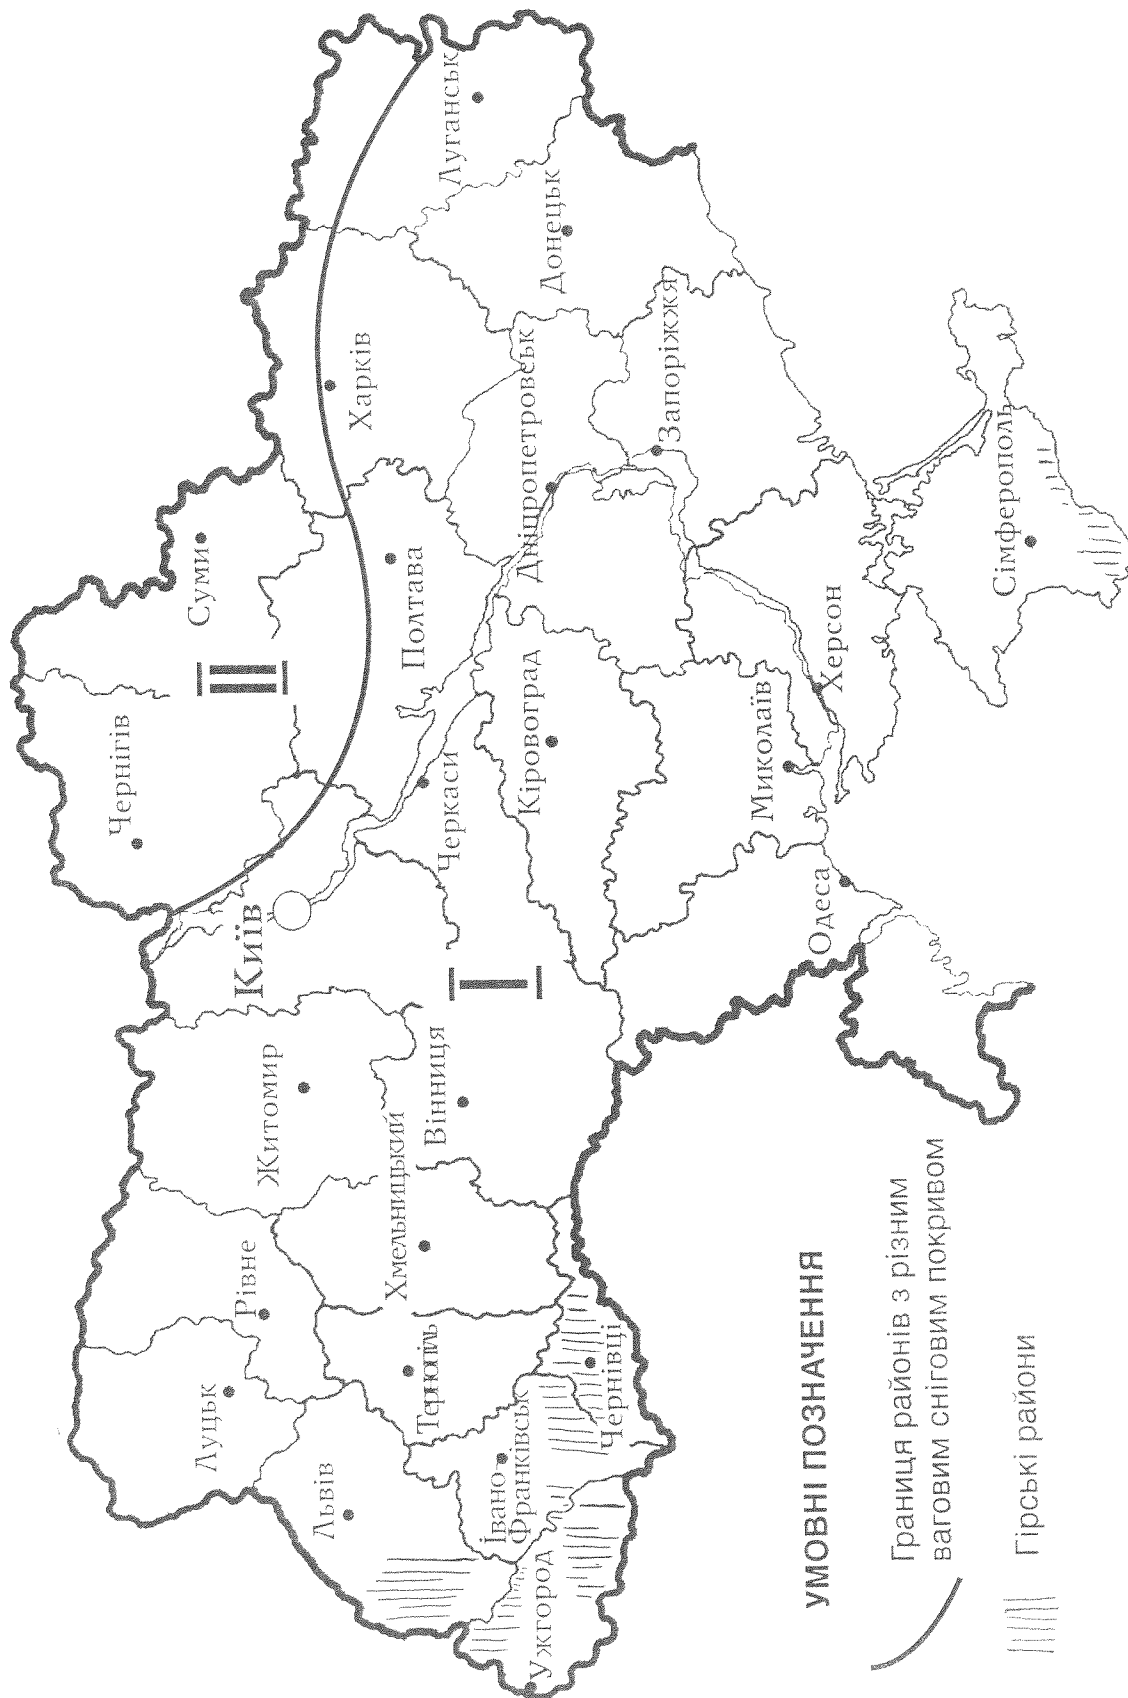 Чернігів
Суми
II
Луцьк
Рівне
Житомир
Київ
Харків
Львів
Тернопіль
Хмельницький
Вінниця
I
Черкаси
Полтава
Луганськ
Ужгород
Івано
Франківськ
Чернівці
Кіровоград
Дніпропетровськ
Донецьк
Запоріжжя
Миколаїв
Одеса
Херсон
Сімферополь
УМОВНІ ПОЗНАЧЕННЯ
Границя районів з різним
ваговим сніговим покривом
Гірські райони